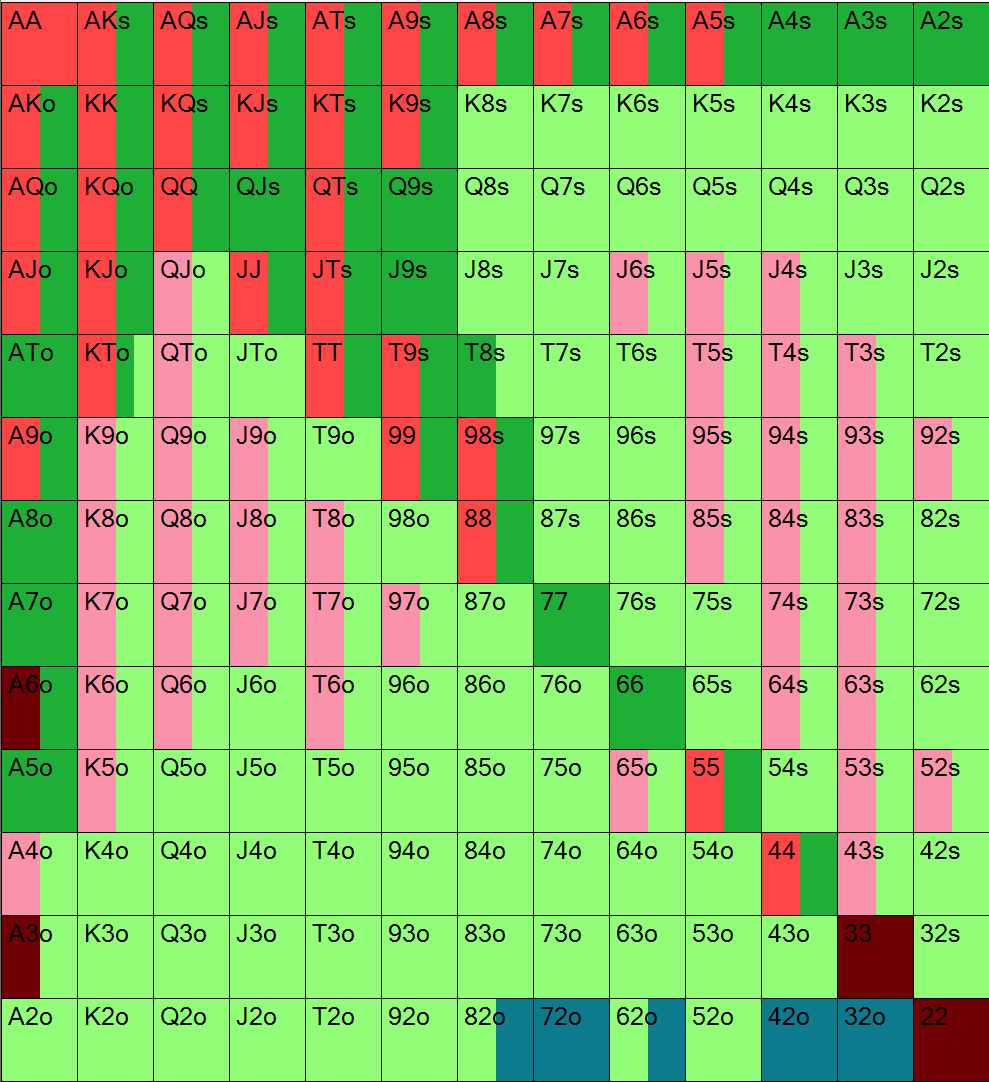 AA AKs AQs AJs ATs A9s A8s A7s A6s A5s A4s A3s A2s
AKo KK KQs KJs KTs K9s K8s K7s K6s K5s K4s K3s K2s
AQo KQo QQ QJs QTs Q9s Q8s Q7s Q6s Q5s Q4s Q3s Q2s
AJo KJo QJo JJ JTs J9s J8s J7s J6s J5s J4s J3s J2s
ATo KTo QTo JTo TT T9s T8s T7s T6s T5s T4s T3s T2s
A9o K9o Q9o J9o T9o 99 98s 97s 96s 95s 94s 93s 92s
A8o K8o Q8o J8o T8o 98o 88 87s 86s 85s 84s 83s 82s
A7o K7o Q7o J7o T7o 97o 87o 77 76s 75s 74s 73s 72s
A6o K6o Q6o J6o T6o 96o 86o 76o 66 65s 64s 63s 62s
A5o K5o Q5o J5o T5o 95o 85o 75o 65o 55 54s 53s 52s
A4o K4o Q4o J4o T4o 94o 84o 74o 64o 54o 44 43s 42s
A3o K3o Q3o J3o T3o 93o 83o 73o 63o 53o 43o 33 32s
A2o K2o Q2o J2o T2o 92o 82o 72o 62o 52o 42o 32o 22